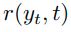 r(y_t, t)